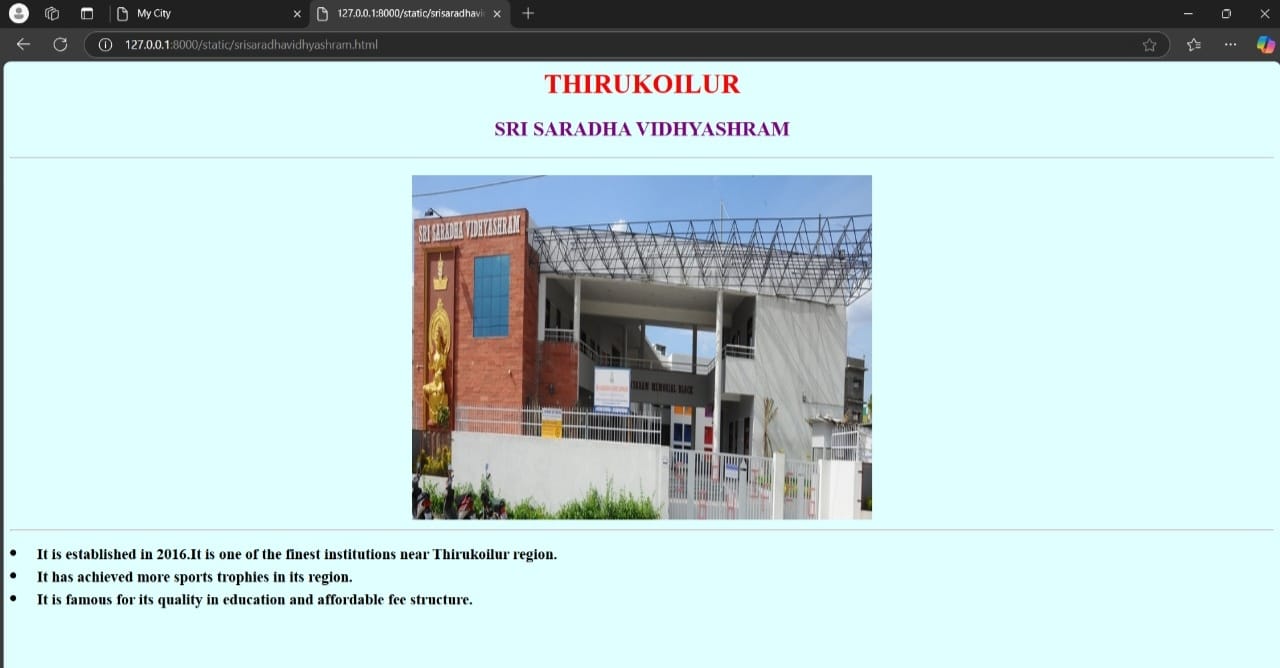 My City
127.0.0.1:8000/static/srisaradhavid
127.0.0.1:8000/static/srisaradhavidhyashram.html
THIRUKOILUR
SRI SARADHA VIDHYASHRAM
SRI SARADHA VIDHYASHRAM
MEMORIAL BLOCK
It is established in 2016.It is one of the finest institutions near Thirukoilur region.
It has achieved more sports trophies in its region.
It is famous for its quality in education and affordable fee structure.